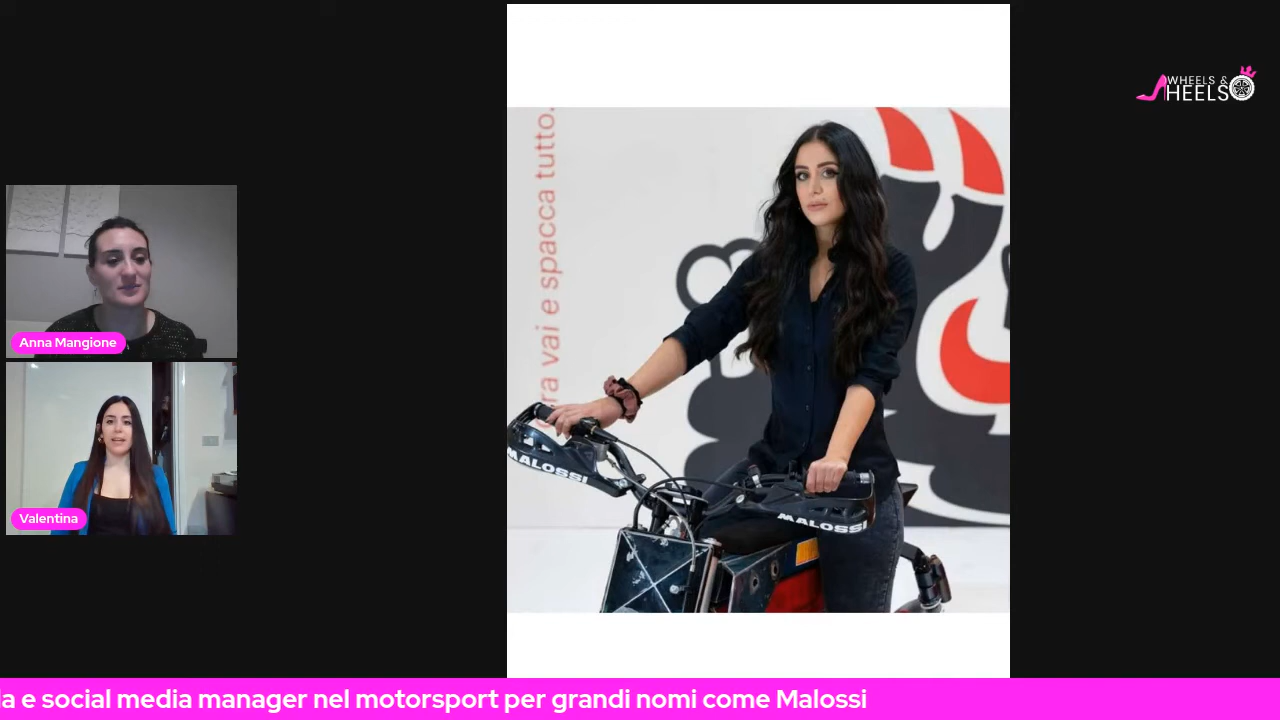 WHEELS &
HEELS
ra vai e spacca tutto.
MALOSSI
MALOSSI
Anna Mangione
Valentina
la e social media manager nel motorsport per grandi nomi come Malossi